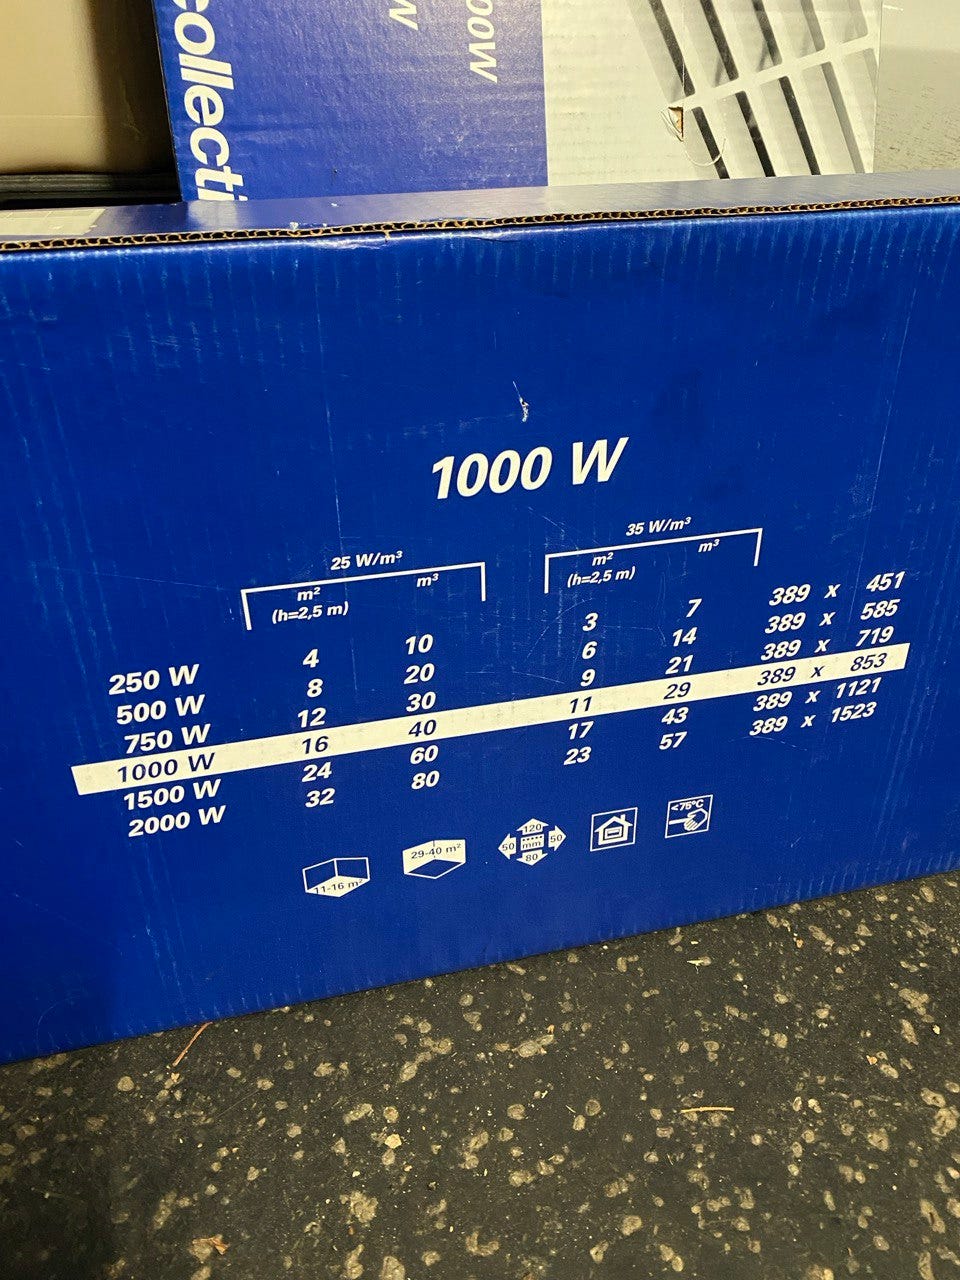 collecti
00W
W
1000 W
25 W/m³ 35 W/m³
m² m³ m² m³
(h=2,5 m) (h=2,5 m)
250 W 4 10 3 7 389 x 451
500 W 8 20 6 14 389 x 585
750 W 12 30 9 21 389 x 719
1000 W 16 40 11 29 389 x 853
1500 W 24 60 17 43 389 x 1121
2000 W 32 80 23 57 389 x 1523
11-16 m²
29-40 m²
120
50 mm 50
80
<75°C